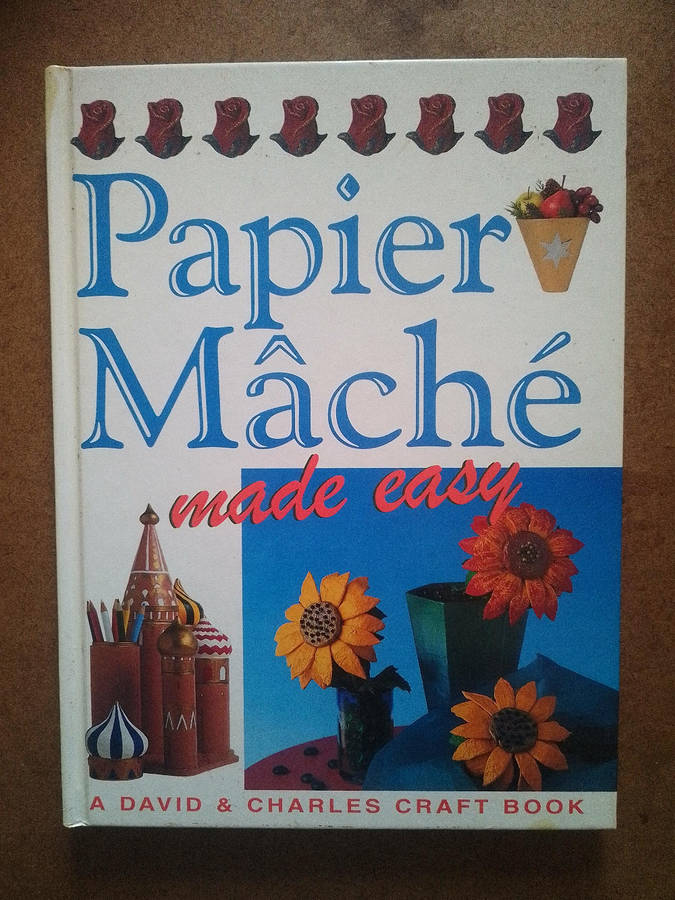 Papier
Mâché
made easy
A DAVID & CHARLES CRAFT BOOK